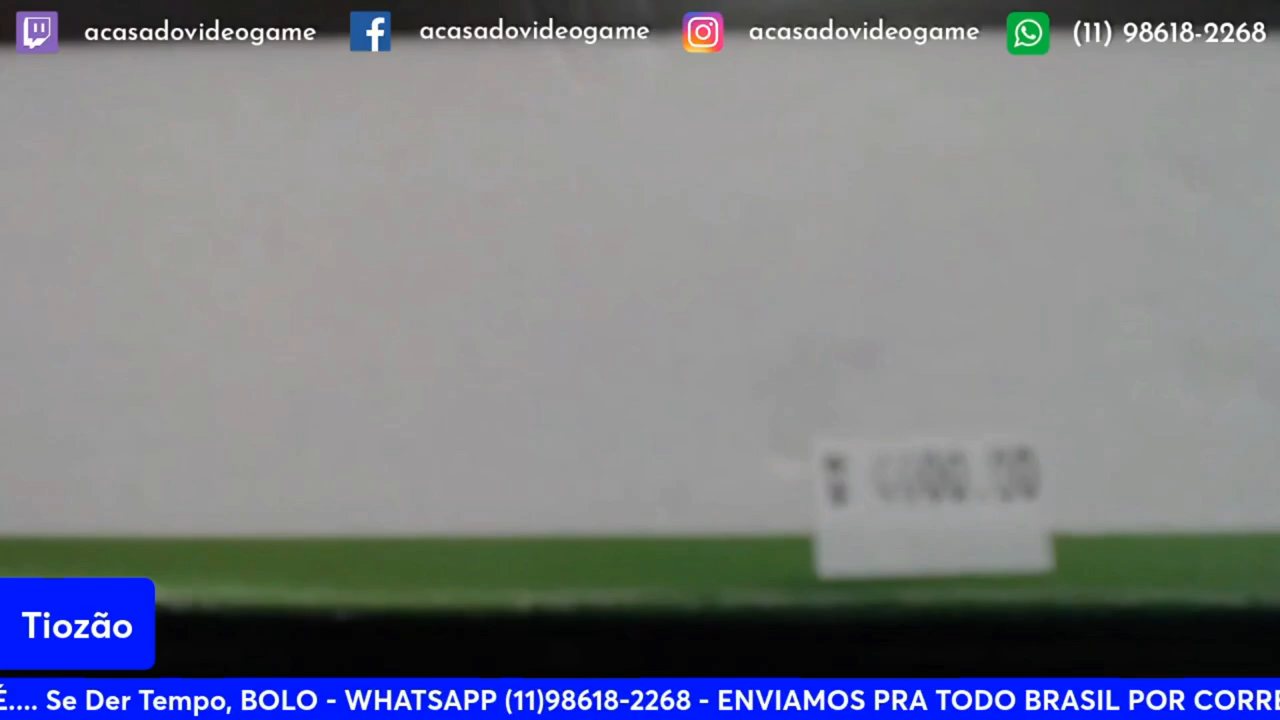 acasadovideogame
acasadovideogame
acasadovideogame
(11) 98618-2268
Tiozão
É.... Se Der Tempo, BOLO - WHATSAPP (11)98618-2268 - ENVIAMOS PRA TODO BRASIL POR CORRE